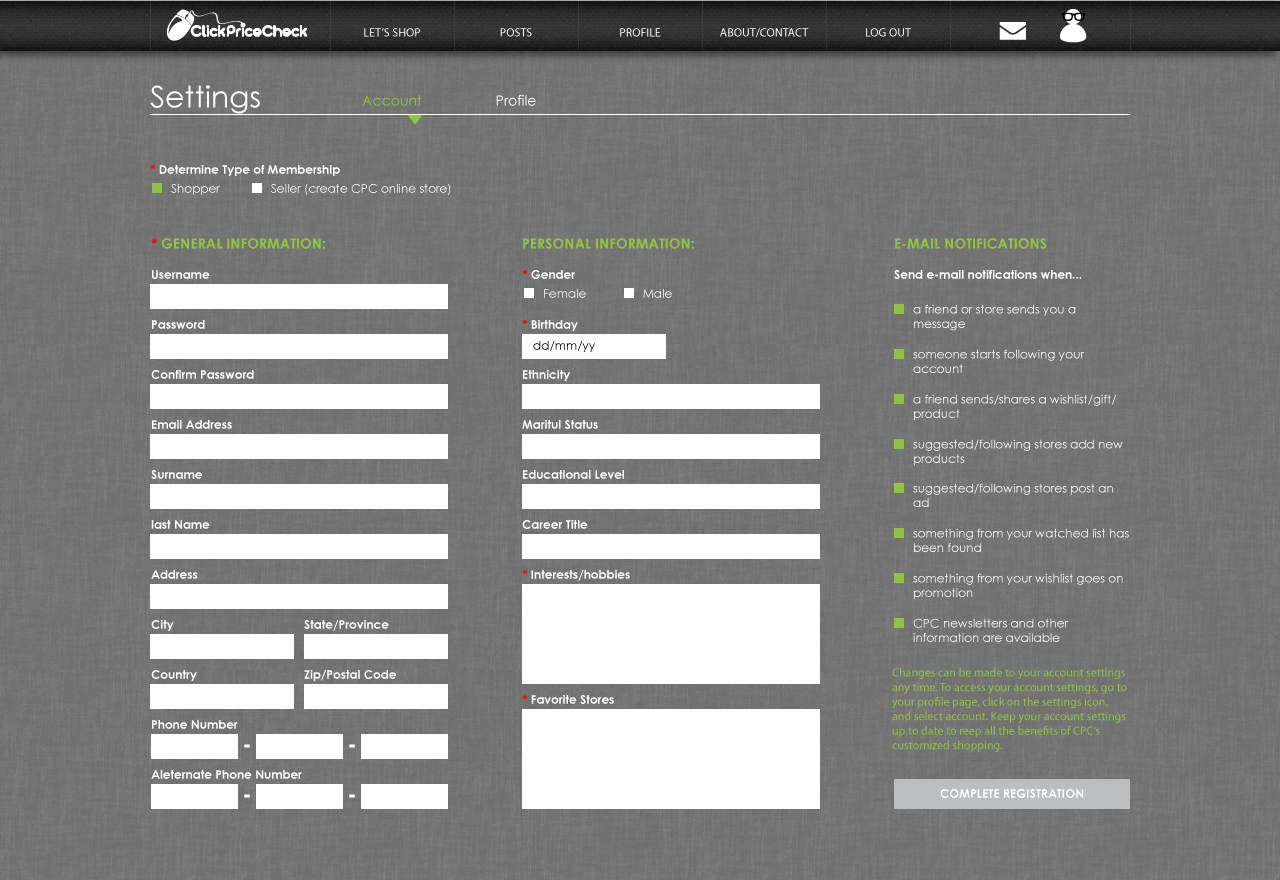 ClickPriceCheck
LET'S SHOP
POSTS
PROFILE
ABOUT/CONTACT
LOG OUT
Settings
Account
Profile
* Determine Type of Membership
Shopper
Seller (create CPC online store)
* GENERAL INFORMATION:
Username
Password
Confirm Password
Email Address
Surname
last Name
Address
City
State/Province
Country
Zip/Postal Code
Phone Number
- -
Aleternate Phone Number
- -
PERSONAL INFORMATION:
* Gender
Female
Male
* Birthday
dd/mm/yy
Ethnicity
Maritul Status
Educational Level
Career Title
* Interests/hobbies
* Favorite Stores
E-MAIL NOTIFICATIONS
Send e-mail notifications when...
a friend or store sends you a
message
someone starts following your
account
a friend sends/shares a wishlist/gift/
product
suggested/following stores add new
products
suggested/following stores post an
ad
something from your watched list has
been found
something from your wishlist goes on
promotion
CPC newsletters and other
information are available
Changes can be made to your account settings
any time. To access your account settings, go to
your profile page, click on the settings icon,
and select account. Keep your account settings
up to date to reep all the benefits of CPC's
customized shopping.
COMPLETE REGISTRATION